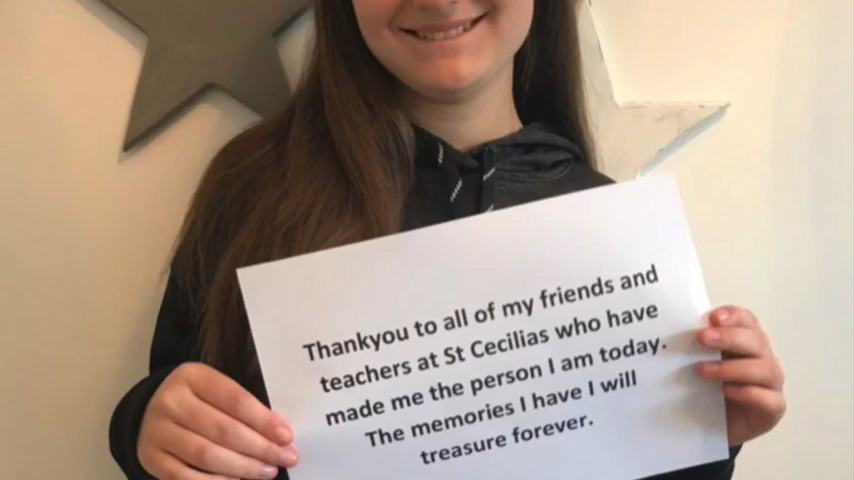 Thankyou to all of my friends and
teachers at St Cecilias who have
made me the person I am today.
The memories I have I will
treasure forever.